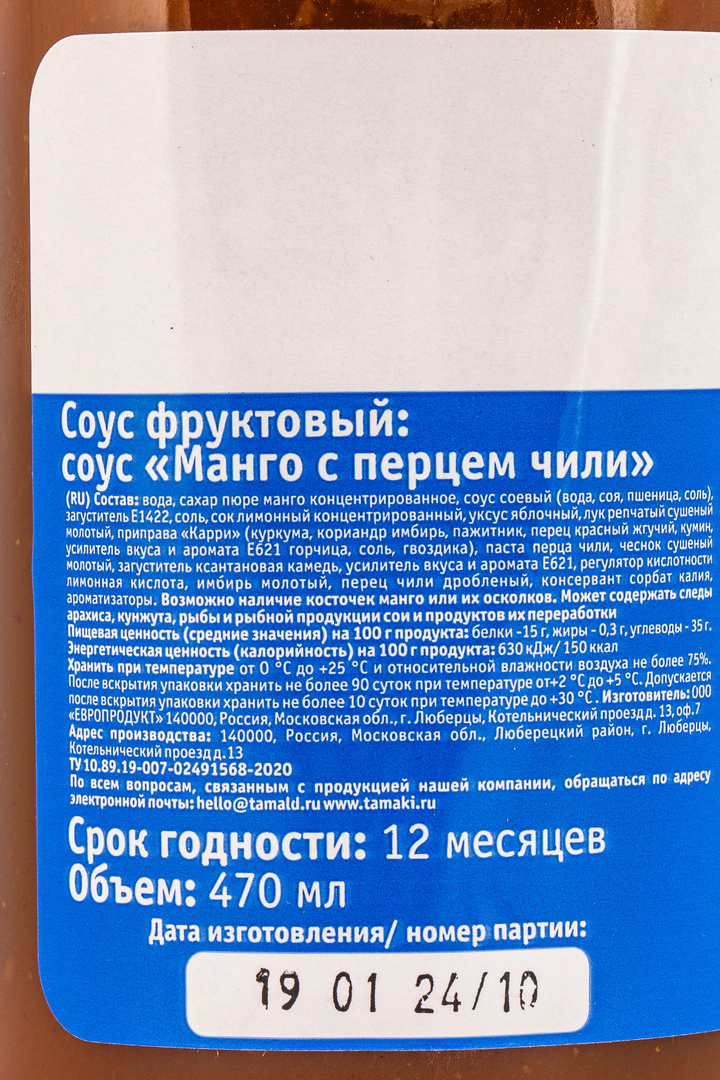 Соус фруктовый:
соус «Манго с перцем чили»
(RU) Состав: вода, сахар пюре манго концентрированное, соус соевый (вода, соя, пшеница, соль),
загуститель Е1422, соль, сок лимонный концентрированный, уксус яблочный, лук репчатый сушеный
молотый, приправа «Карри» (куркума, кориандр имбирь, пажитник, перец красный жгучий, кумин,
усилитель вкуса и аромата Е621 горчица, соль, гвоздика), паста перца чили, чеснок сушеный
молотый, загуститель ксантановая камедь, усилитель вкуса и аромата Е621, регулятор кислотности
лимонная кислота, имбирь молотый, перец чили дробленый, консервант сорбат калия,
ароматизаторы. Возможно наличие косточек манго или их осколков. Может содержать следы
арахиса, кунжута, рыбы и рыбной продукции сои и продуктов их переработки
Пищевая ценность (средние значения) на 100 г продукта: белки -15 г, жиры - 0,3 г, углеводы - 35 г.
Энергетическая ценность (калорийность) на 100 г продукта: 630 кДж/ 150 ккал
Хранить при температуре от 0 °С до +25 °С и относительной влажности воздуха не более 75%.
После вскрытия упаковки хранить не более 90 суток при температуре от+2 °С до +5 °С. Допускается
после вскрытия упаковки хранить не более 10 суток при температуре до +30 °С . Изготовитель: ООО
«ЕВРОПРОДУКТ» 140000, Россия, Московская обл., г. Люберцы, Котельнический проезд д. 13, оф.7
Адрес производства: 140000, Россия, Московская обл., Люберецкий район, г. Люберцы,
Котельнический проезд д. 13
ТУ 10.89.19-007-02491568-2020
По всем вопросам, связанным с продукцией нашей компании, обращаться по адресу
электронной почты: hello@tamald.ru www.tamaki.ru
Срок годности: 12 месяцев
Объем: 470 мл
Дата изготовления/ номер партии:
19 01 24/10